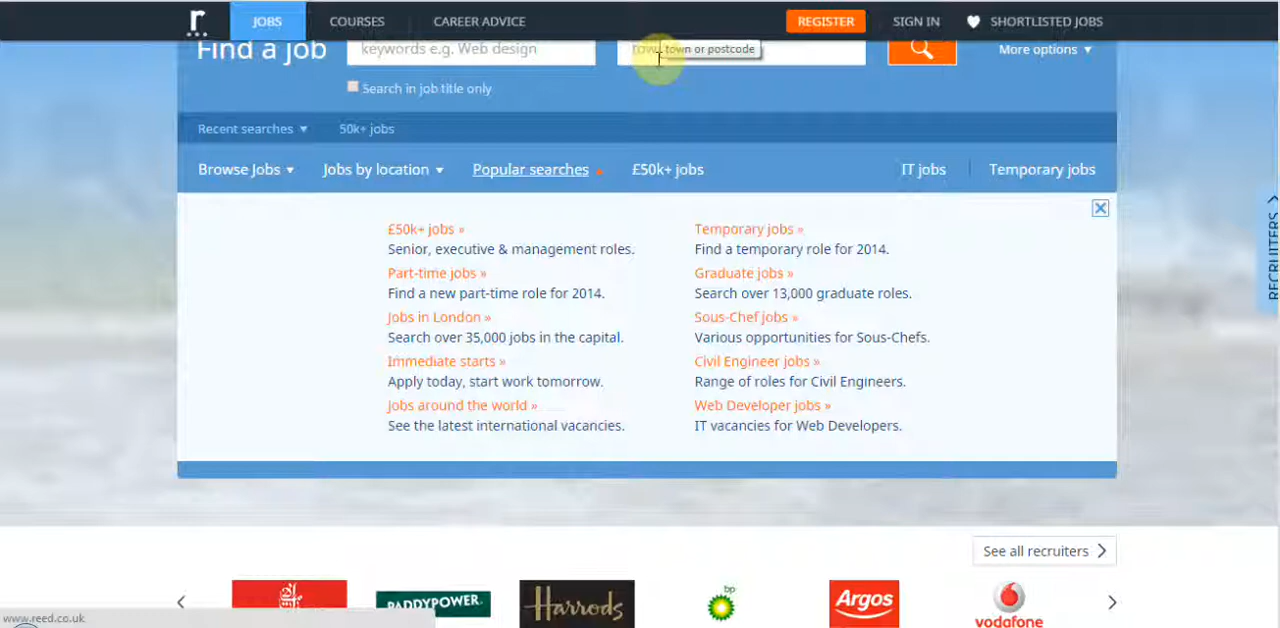 r
JOBS
COURSES
CAREER ADVICE
REGISTER
SIGN IN
SHORTLISTED JOBS
Find a job
keywords e.g. Web design
town or postcode
More options
Search in job title only
Recent searches
50k+ jobs
Browse Jobs
Jobs by location
Popular searches
£50k+ jobs
IT jobs
Temporary jobs
£50k+ jobs »
Senior, executive & management roles.
Part-time jobs »
Find a new part-time role for 2014.
Jobs in London »
Search over 35,000 jobs in the capital.
Immediate starts »
Apply today, start work tomorrow.
Jobs around the world »
See the latest international vacancies.
Temporary jobs »
Find a temporary role for 2014.
Graduate jobs »
Search over 13,000 graduate roles.
Sous-Chef jobs »
Various opportunities for Sous-Chefs.
Civil Engineer jobs »
Range of roles for Civil Engineers.
Web Developer jobs »
IT vacancies for Web Developers.
RECRUITERS
See all recruiters
PADDYPOWER.
Harrods
bp
Argos
vodafone
www.reed.co.uk